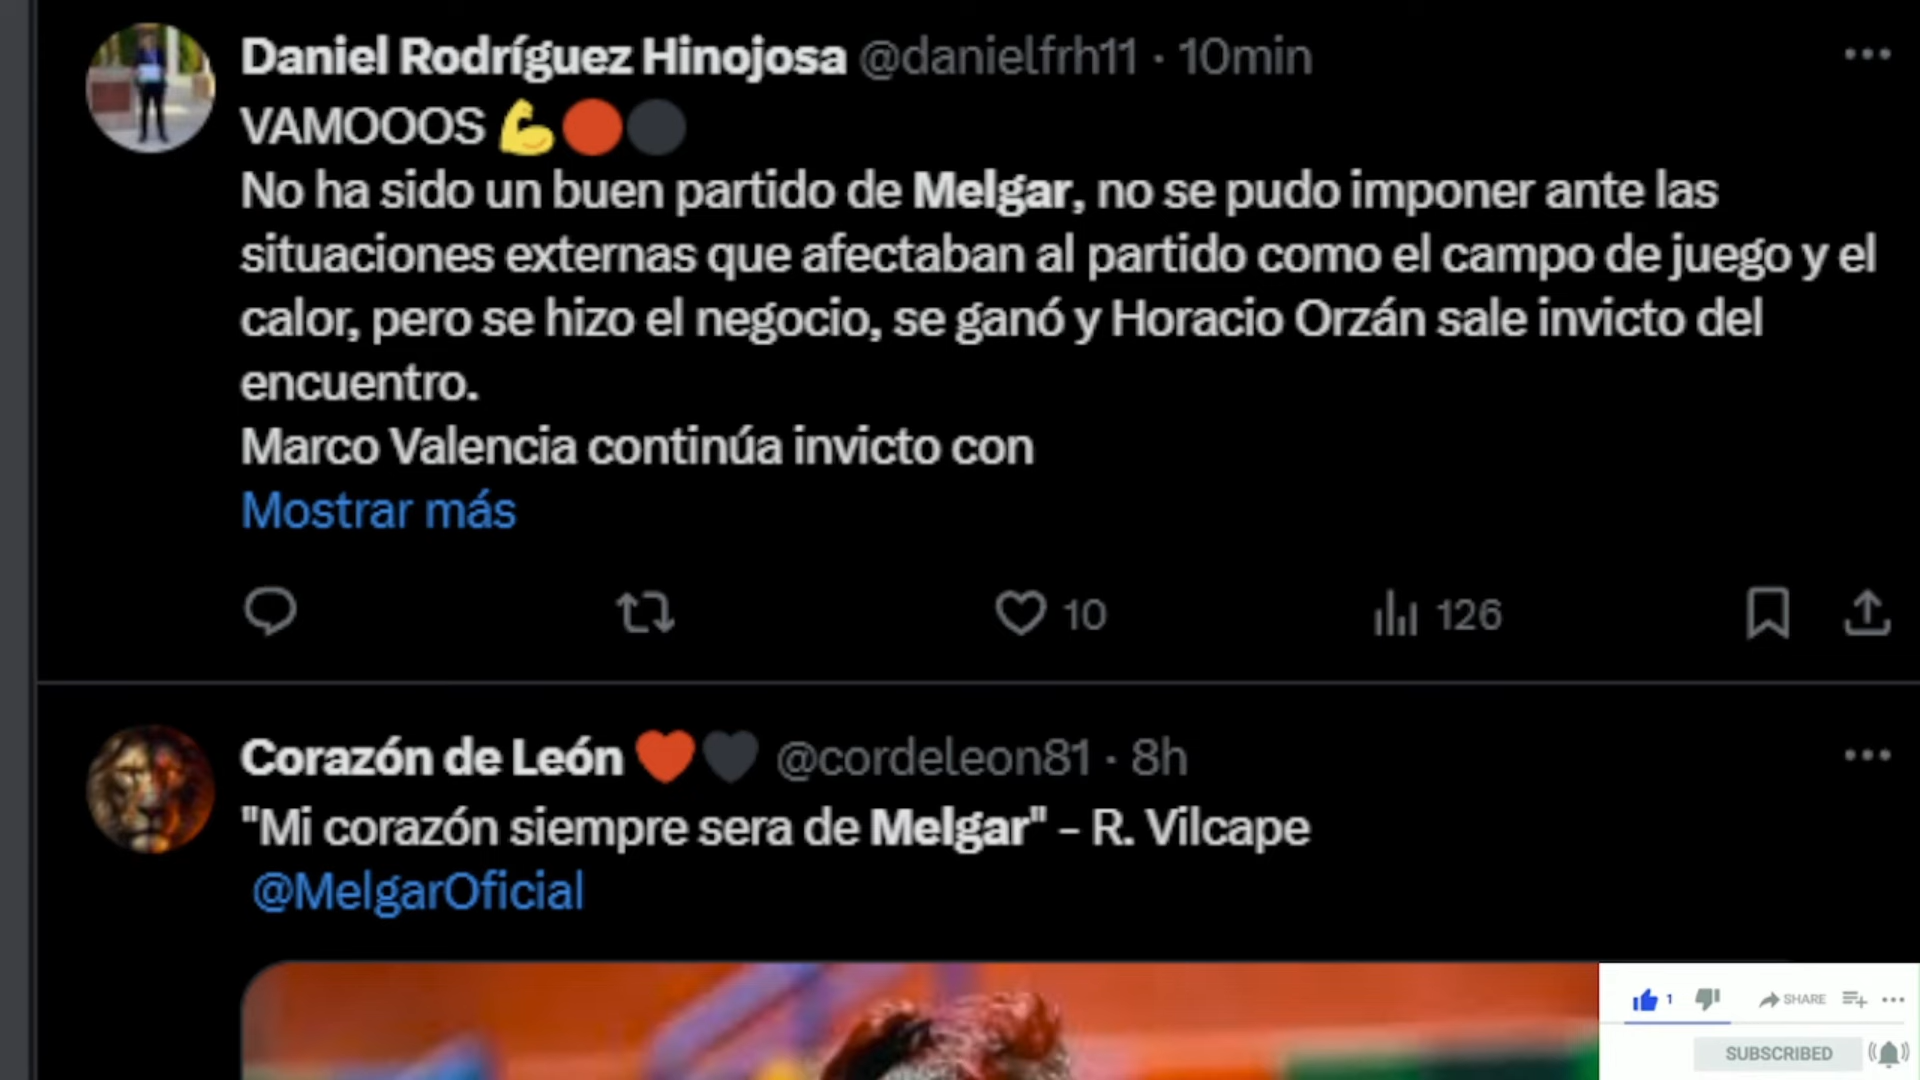 Daniel Rodríguez Hinojosa @danielfrh11 · 10min
VAMOOOS 💪🔴⚫
No ha sido un buen partido de Melgar, no se pudo imponer ante las
situaciones externas que afectaban al partido como el campo de juego y el
calor, pero se hizo el negocio, se ganó y Horacio Orzán sale invicto del
encuentro.
Marco Valencia continúa invicto con
Mostrar más
10 126
Corazón de León ❤️🖤 @cordeleon81 · 8h
"Mi corazón siempre sera de Melgar" - R. Vilcape
@MelgarOficial
1 SHARE
SUBSCRIBED